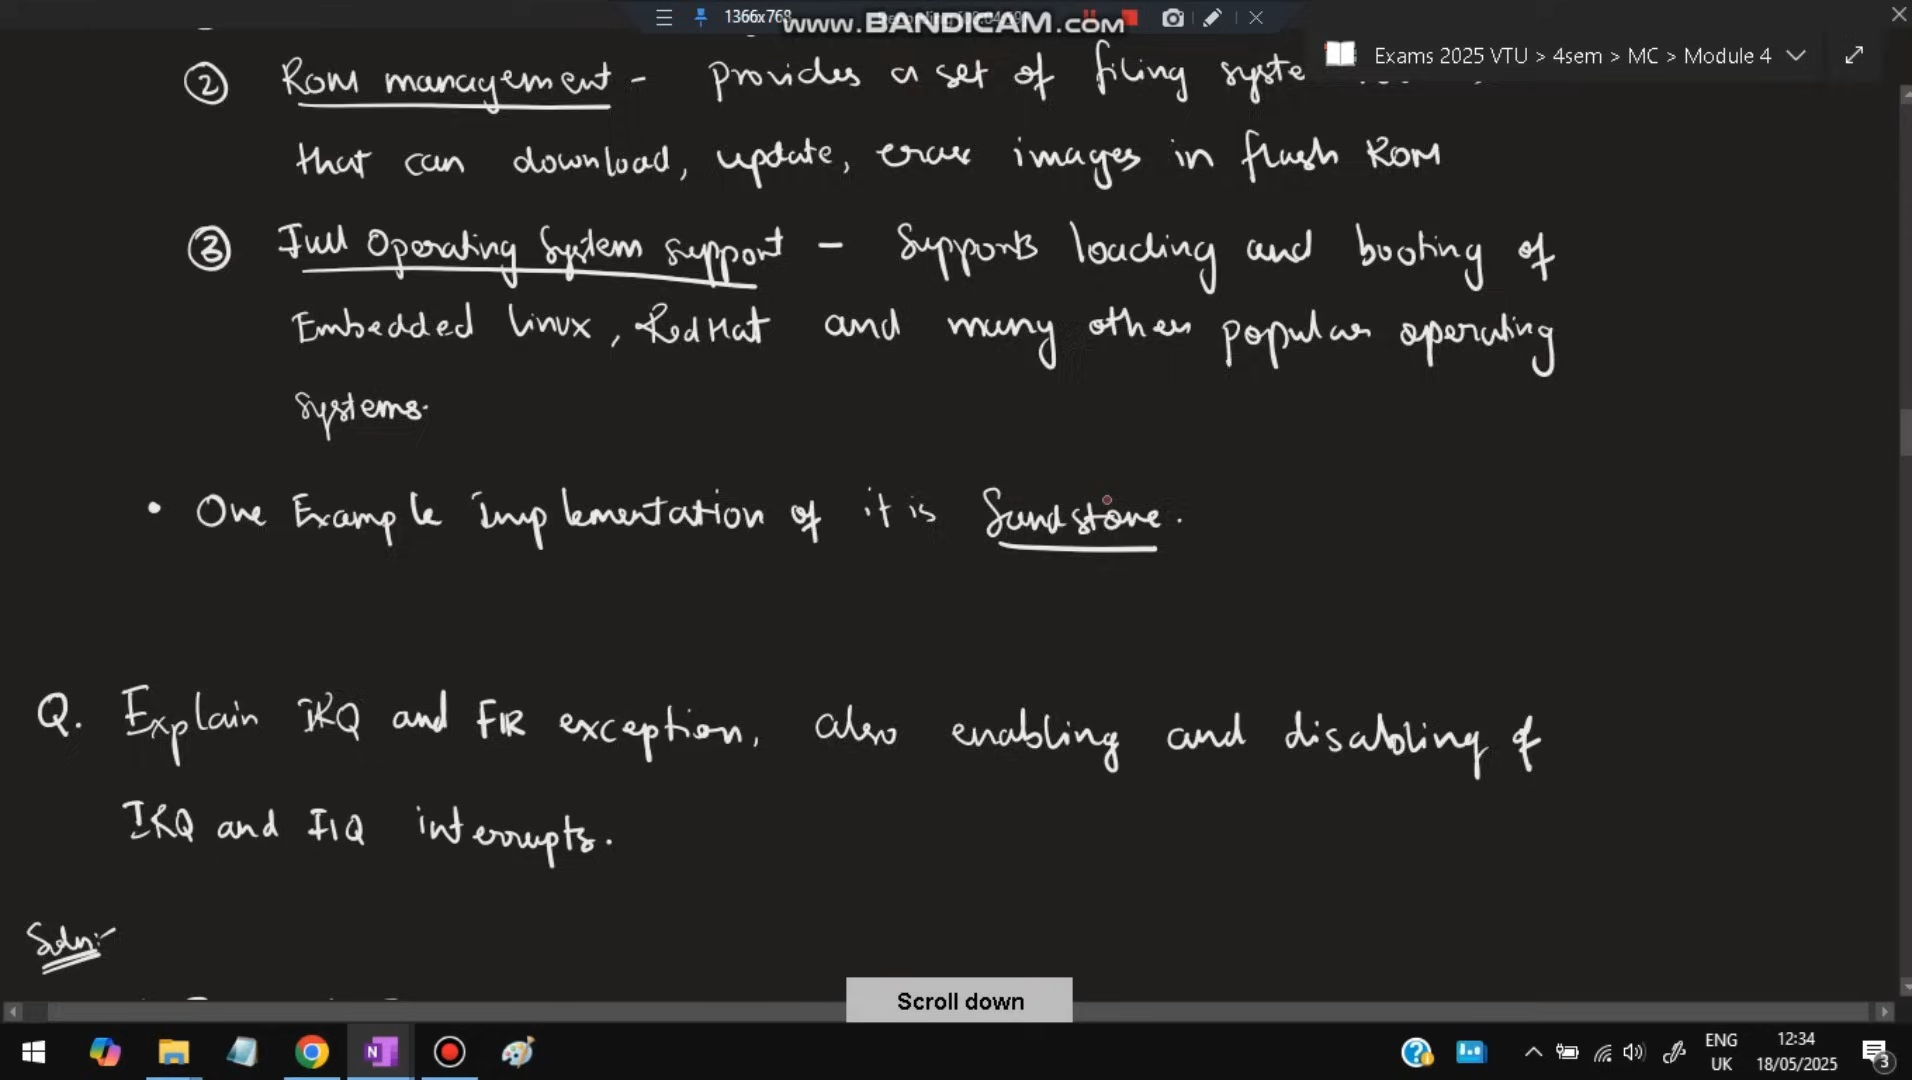 1366x768
www.BANDICAM.com
Exams 2025 VTU > 4sem > MC > Module 4
② ROM management - provides a set of filing syste
that can download, update, erase images in flash ROM
③ Full Operating System Support - Supports loading and booting of
Embedded linux, RedHat and many other popular operating
systems.
• One Example implementation of it is Sandstone.
Q. Explain IRQ and FIR exception, also enabling and disabling of
IRQ and FIQ interrupts.
Soln:-
Scroll down
N
ENG
UK
12:34
18/05/2025
3